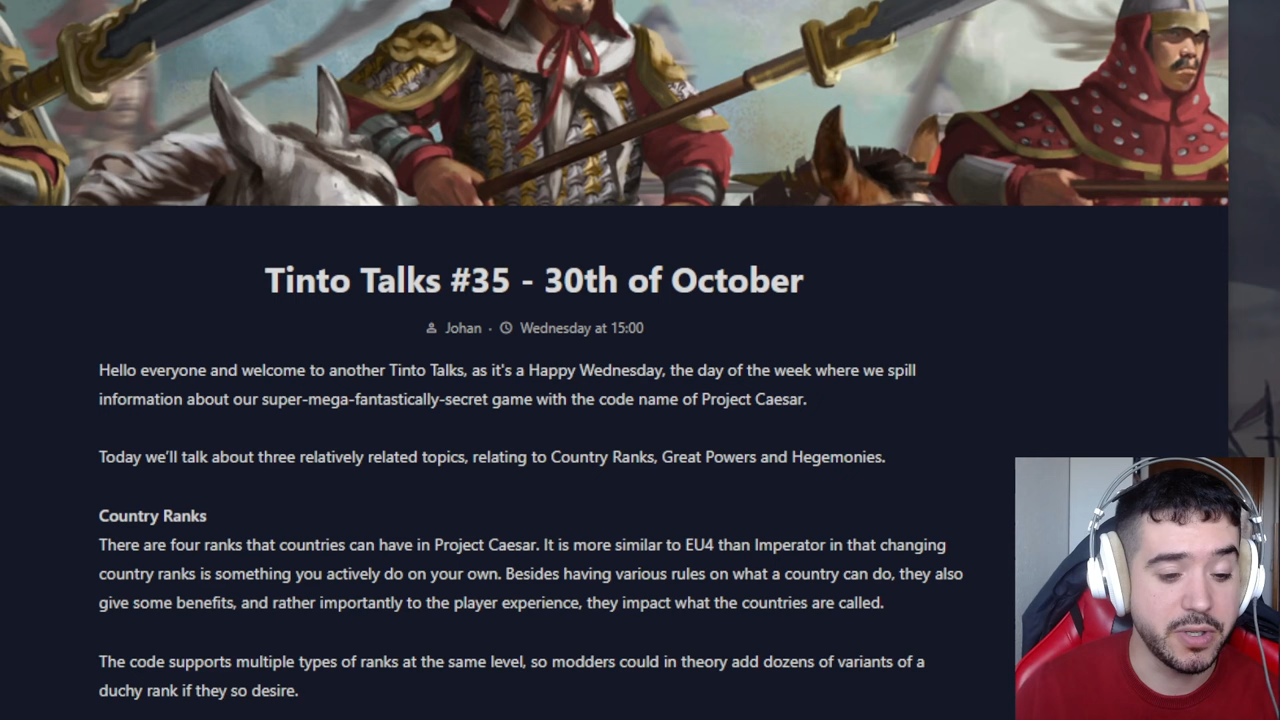 Tinto Talks #35 - 30th of October
Johan · Wednesday at 15:00
Hello everyone and welcome to another Tinto Talks, as it's a Happy Wednesday, the day of the week where we spill
information about our super-mega-fantastically-secret game with the code name of Project Caesar.
Today we'll talk about three relatively related topics, relating to Country Ranks, Great Powers and Hegemonies.
Country Ranks
There are four ranks that countries can have in Project Caesar. It is more similar to EU4 than Imperator in that changing
country ranks is something you actively do on your own. Besides having various rules on what a country can do, they also
give some benefits, and rather importantly to the player experience, they impact what the countries are called.
The code supports multiple types of ranks at the same level, so modders could in theory add dozens of variants of a
duchy rank if they so desire.